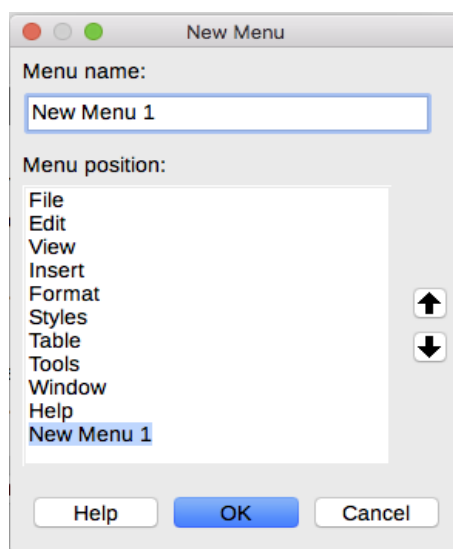 New Menu
Menu name:
New Menu 1
Menu position:
File
Edit
View
Insert
Format
Styles
Table
Tools
Window
Help
New Menu 1
Help OK Cancel